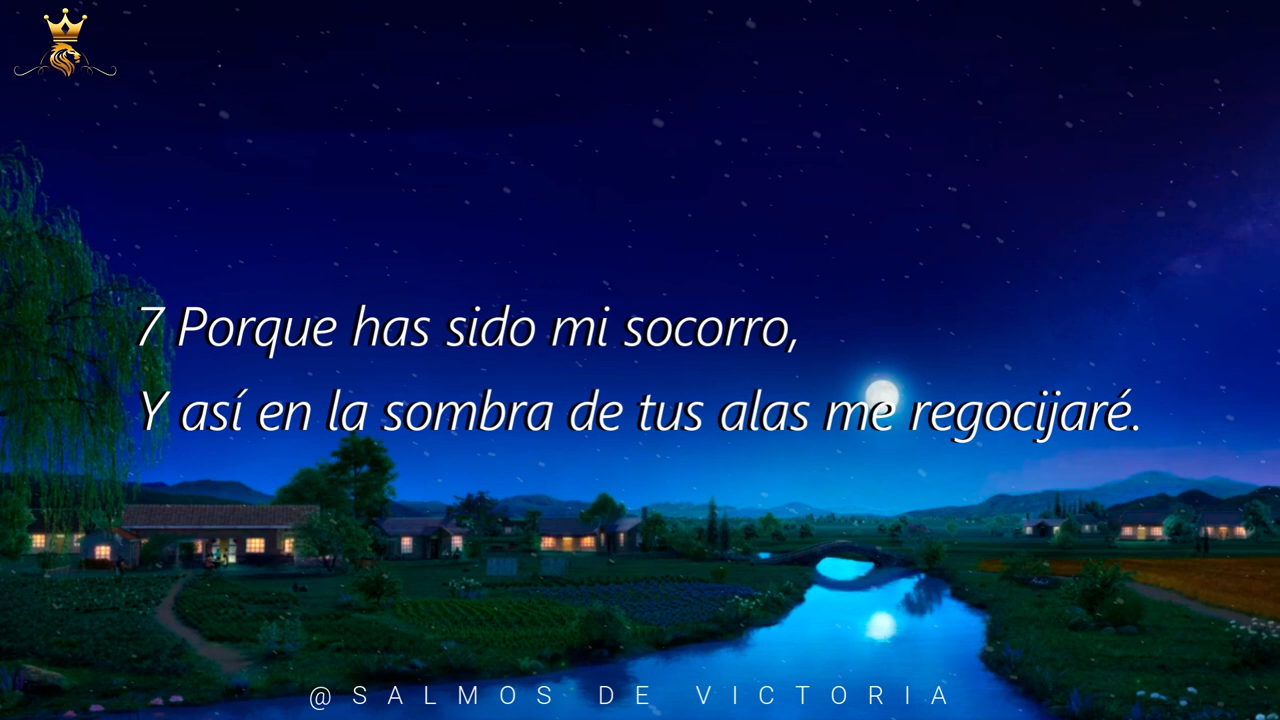 7 Porque has sido mi socorro,
Y así en la sombra de tus alas me regocijaré.
@SALMOS DE VICTORIA